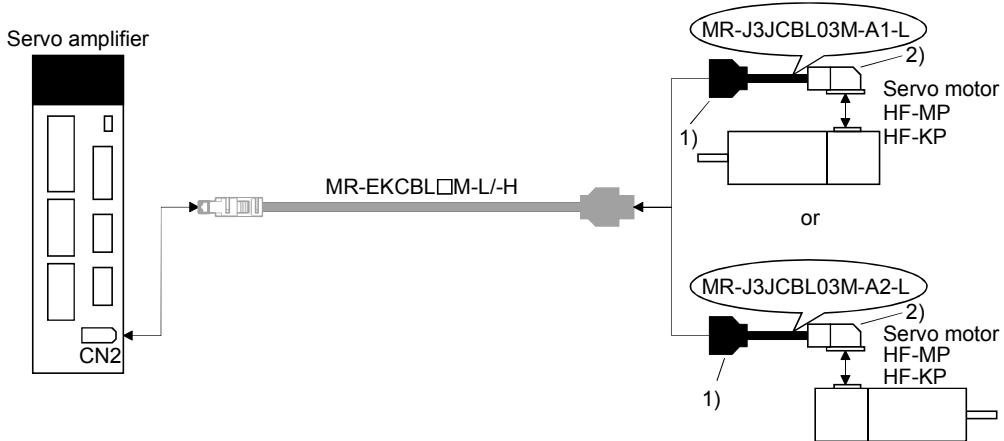 Servo amplifier
CN2
MR-EKCBL□M-L/-H
MR-J3JCBL03M-A1-L
2)
1)
Servo motor
HF-MP
HF-KP
or
MR-J3JCBL03M-A2-L
2)
1)
Servo motor
HF-MP
HF-KP